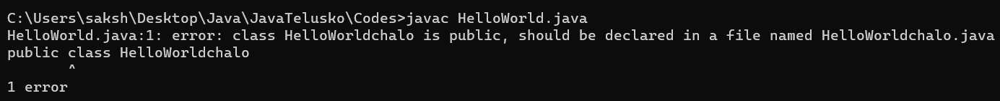 C:\Users\saksh\Desktop\Java\JavaTelusko\Codes>javac HelloWorld.java
HelloWorld.java:1: error: class HelloWorldchalo is public, should be declared in a file named HelloWorldchalo.java
public class HelloWorldchalo
       ^
1 error